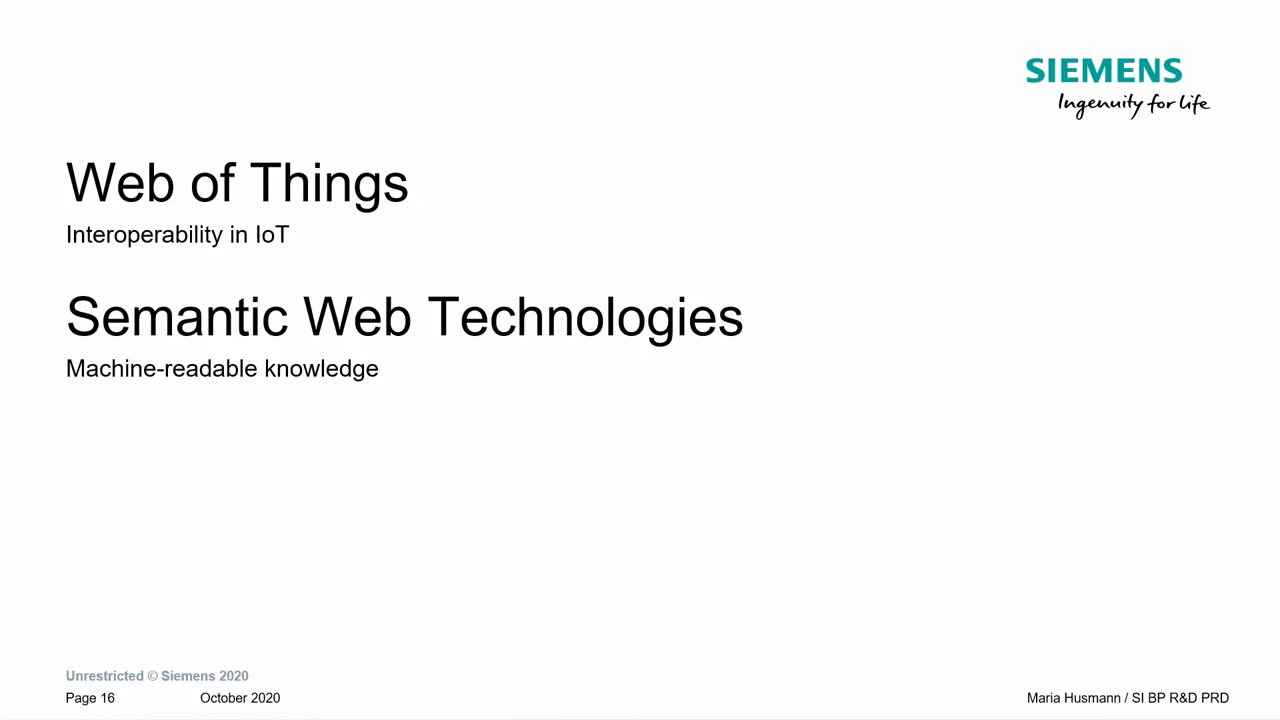 SIEMENS
Ingenuity for life
Web of Things
Interoperability in IoT
Semantic Web Technologies
Machine-readable knowledge
Unrestricted © Siemens 2020
Page 16 October 2020 Maria Husmann / SI BP R&D PRD